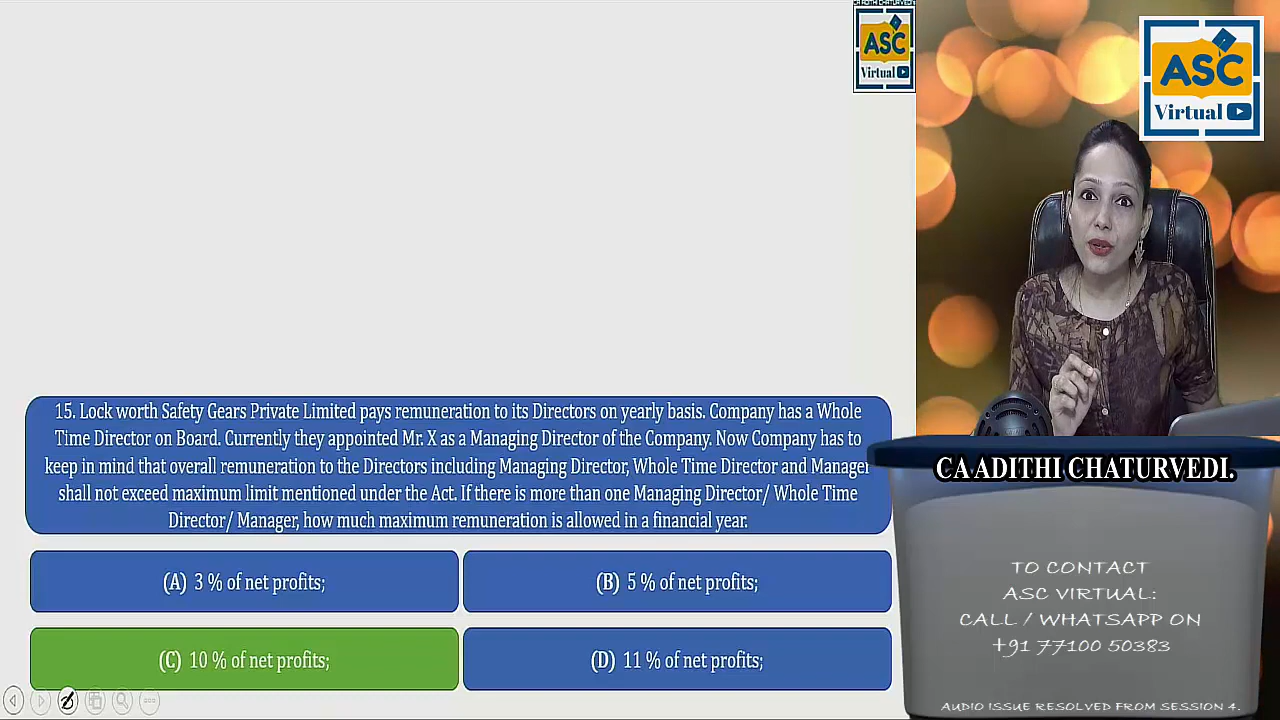 CA ADITHI CHATURVEDI
ASC
Virtual
ASC
Virtual
15. Lock worth Safety Gears Private Limited pays remuneration to its Directors on yearly basis. Company has a Whole
Time Director on Board. Currently they appointed Mr. X as a Managing Director of the Company. Now Company has to
keep in mind that overall remuneration to the Directors including Managing Director, Whole Time Director and Manager
shall not exceed maximum limit mentioned under the Act. If there is more than one Managing Director/ Whole Time
Director/ Manager, how much maximum remuneration is allowed in a financial year.
(A) 3 % of net profits;
(B) 5 % of net profits;
(C) 10 % of net profits;
(D) 11 % of net profits;
CA ADITHI CHATURVEDI.
TO CONTACT
ASC VIRTUAL:
CALL / WHATSAPP ON
+91 77100 50383
AUDIO ISSUE RESOLVED FROM SESSION 4.